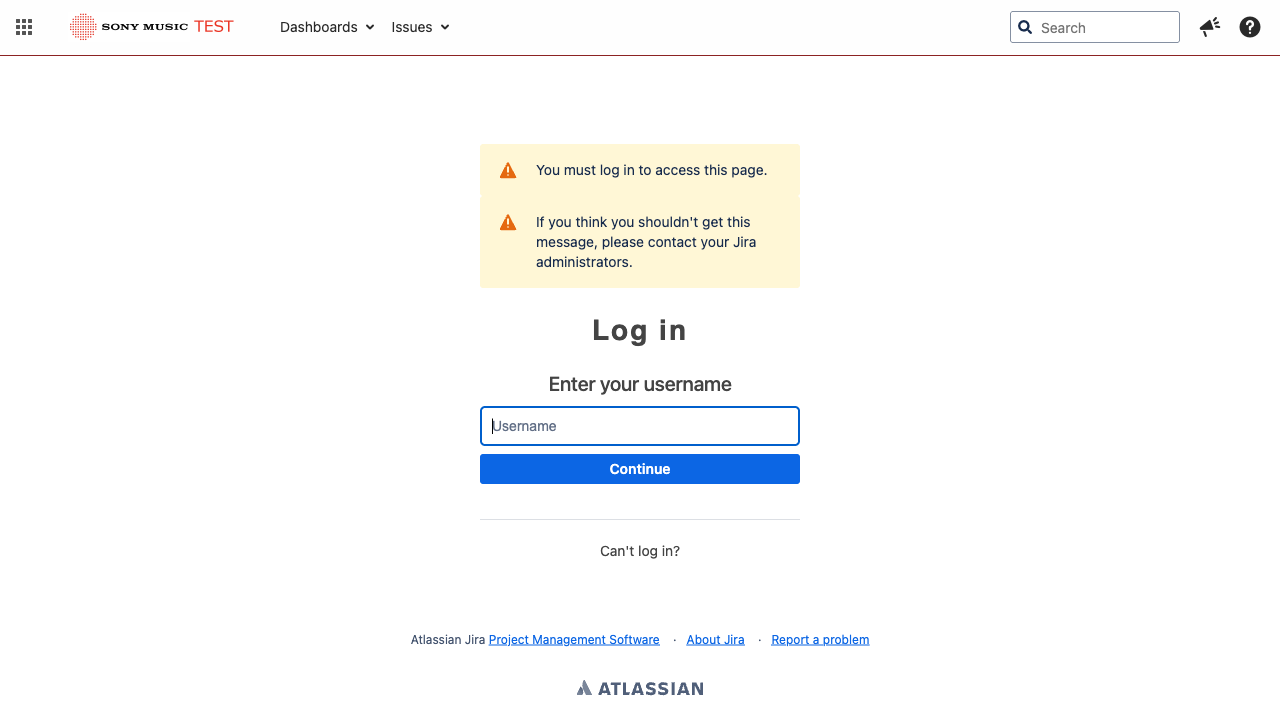 SONY MUSIC TEST
Dashboards
Issues
Search
You must log in to access this page.
If you think you shouldn't get this
message, please contact your Jira
administrators.
Log in
Enter your username
Username
Continue
Can't log in?
Atlassian Jira Project Management Software · About Jira · Report a problem
ATLASSIAN